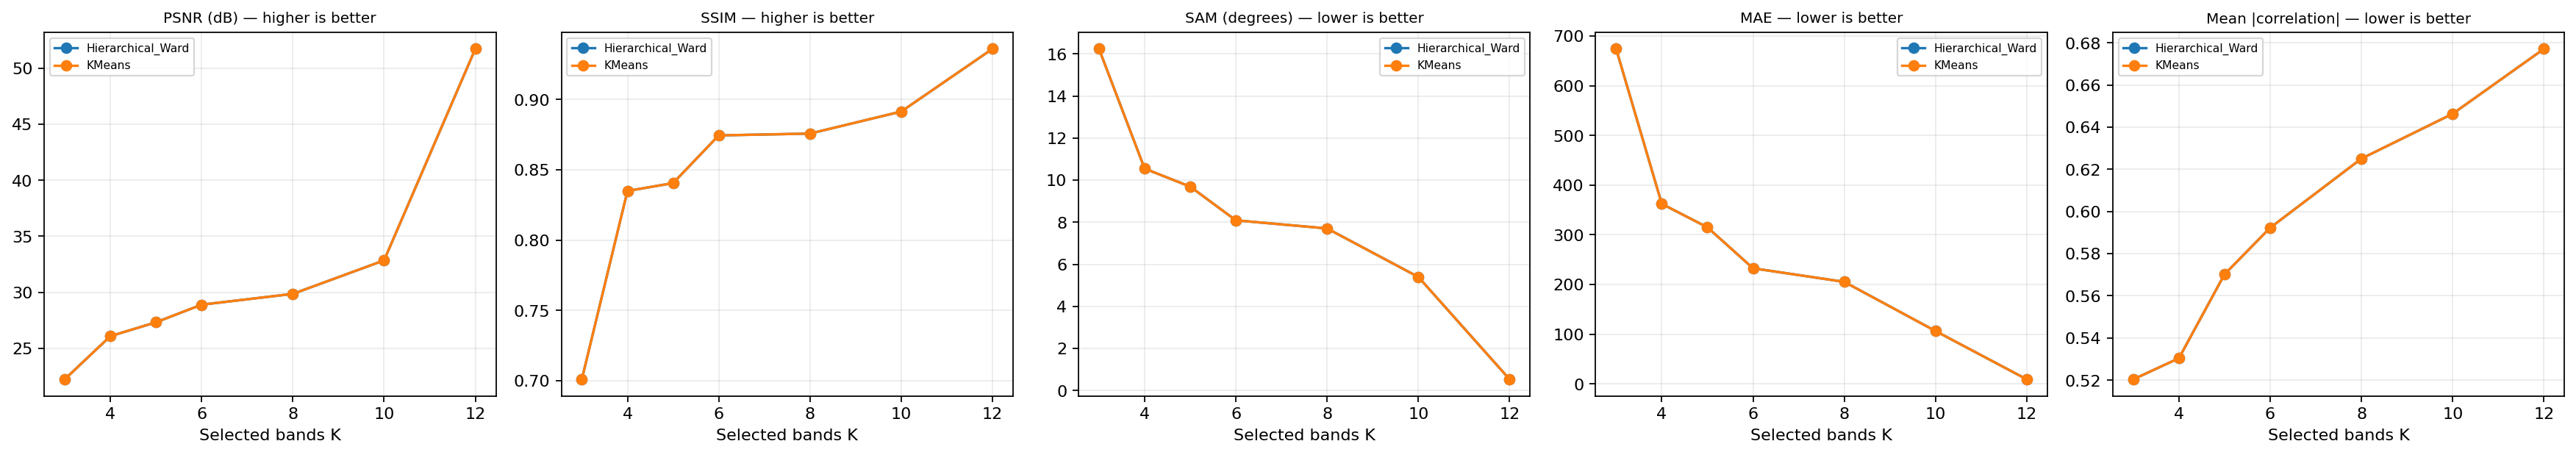 PSNR (dB) — higher is better
Hierarchical_Ward
KMeans
50
45
40
35
30
25
4 6 8 10 12
Selected bands K
SSIM — higher is better
Hierarchical_Ward
KMeans
0.90
0.85
0.80
0.75
0.70
4 6 8 10 12
Selected bands K
SAM (degrees) — lower is better
Hierarchical_Ward
KMeans
16
14
12
10
8
6
4
2
0
4 6 8 10 12
Selected bands K
MAE — lower is better
Hierarchical_Ward
KMeans
700
600
500
400
300
200
100
0
4 6 8 10 12
Selected bands K
Mean |correlation| — lower is better
Hierarchical_Ward
KMeans
0.68
0.66
0.64
0.62
0.60
0.58
0.56
0.54
0.52
4 6 8 10 12
Selected bands K